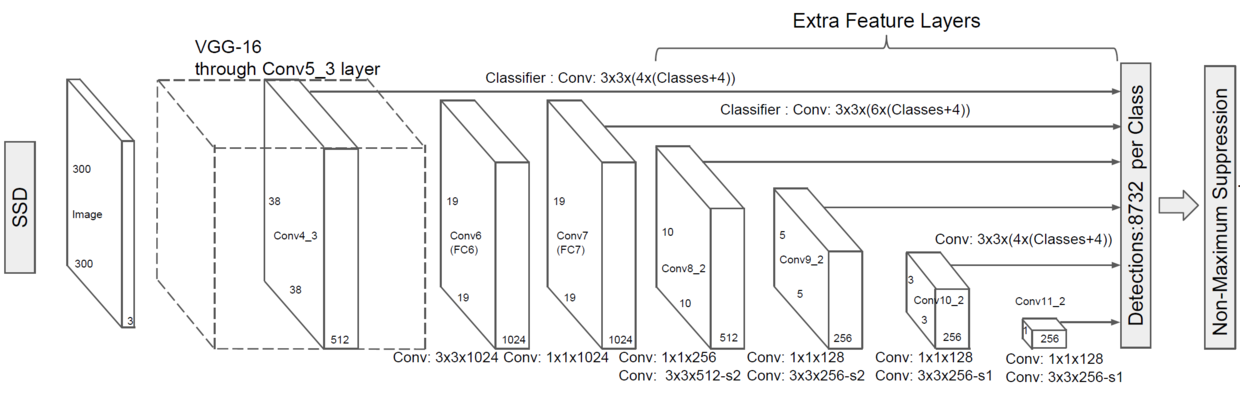 Extra Feature Layers
VGG-16
through Conv5_3 layer
Classifier : Conv: 3x3x(4x(Classes+4))
Classifier : Conv: 3x3x(6x(Classes+4))
SSD
300
Image
300
3
38
Conv4_3
38
512
19
Conv6
(FC6)
19
1024
19
Conv7
(FC7)
19
1024
10
Conv8_2
10
512
5
Conv9_2
5
256
Conv: 3x3x(4x(Classes+4))
3
Conv10_2
3
256
Conv11_2
1
256
Detections:8732 per Class
Non-Maximum Suppression
Conv: 3x3x1024
Conv: 1x1x1024
Conv: 1x1x256
Conv: 3x3x512-s2
Conv: 1x1x128
Conv: 3x3x256-s2
Conv: 1x1x128
Conv: 3x3x256-s1
Conv: 1x1x128
Conv: 3x3x256-s1